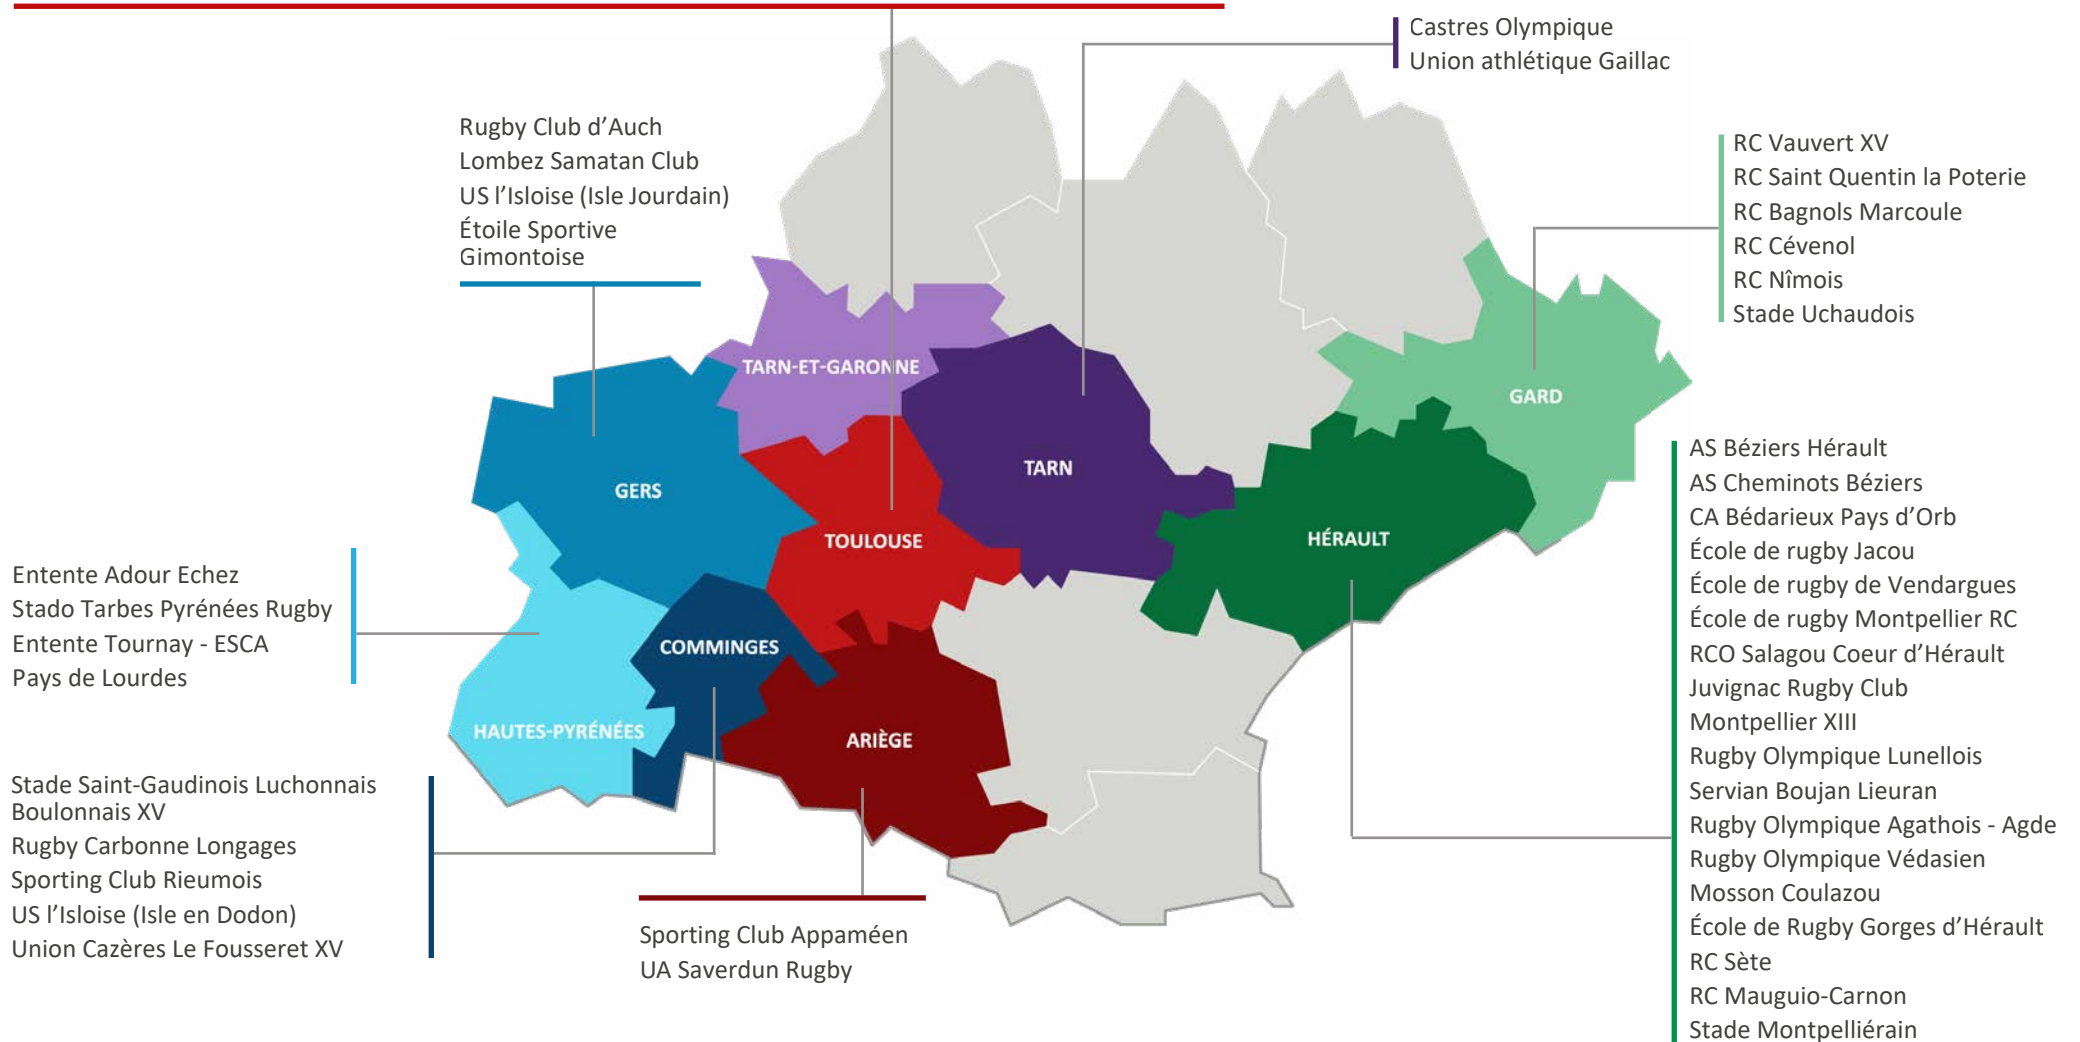 Castres Olympique
Union athlétique Gaillac
Rugby Club d’Auch
Lombez Samatan Club
US l’Isloise (Isle Jourdain)
Étoile Sportive
Gimontoise
RC Vauvert XV
RC Saint Quentin la Poterie
RC Bagnols Marcoule
RC Cévenol
RC Nîmois
Stade Uchaudois
TARN-ET-GARONNE
GARD
TARN
GERS
TOULOUSE
HÉRAULT
COMMINGES
HAUTES-PYRÉNÉES
ARIÈGE
AS Béziers Hérault
AS Cheminots Béziers
CA Bédarieux Pays d’Orb
École de rugby Jacou
École de rugby de Vendargues
École de rugby Montpellier RC
RCO Salagou Coeur d’Hérault
Juvignac Rugby Club
Montpellier XIII
Rugby Olympique Lunellois
Servian Boujan Lieuran
Rugby Olympique Agathois - Agde
Rugby Olympique Védasien
Mosson Coulazou
École de Rugby Gorges d’Hérault
RC Sète
RC Mauguio-Carnon
Stade Montpelliérain
Entente Adour Echez
Stado Tarbes Pyrénées Rugby
Entente Tournay - ESCA
Pays de Lourdes
Stade Saint-Gaudinois Luchonnais
Boulonnais XV
Rugby Carbonne Longages
Sporting Club Rieumois
US l’Isloise (Isle en Dodon)
Union Cazères Le Fousseret XV
Sporting Club Appaméen
UA Saverdun Rugby